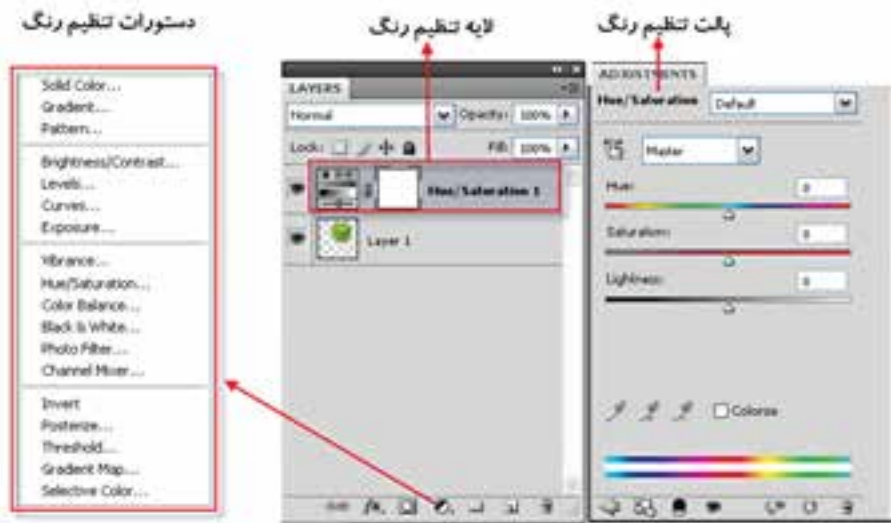 دستورات تنظیم رنگ
لایه تنظیم رنگ
پالت تنظیم رنگ
Solid Color...
Gradient...
Pattern...
Brightness/Contrast...
Levels...
Curves...
Exposure...
Vibrance...
Hue/Saturation...
Color Balance...
Black & White...
Photo Filter...
Channel Mixer...
Invert
Posterize...
Threshold...
Gradient Map...
Selective Color...
LAYERS
Normal
Opacity: 100%
Lock:
Fill: 100%
Hue/Saturation 1
Layer 1
fx.
ADJUSTMENTS
Hue/Saturation Default
Master
Hue: 0
Saturation: 0
Lightness: 0
Colorize